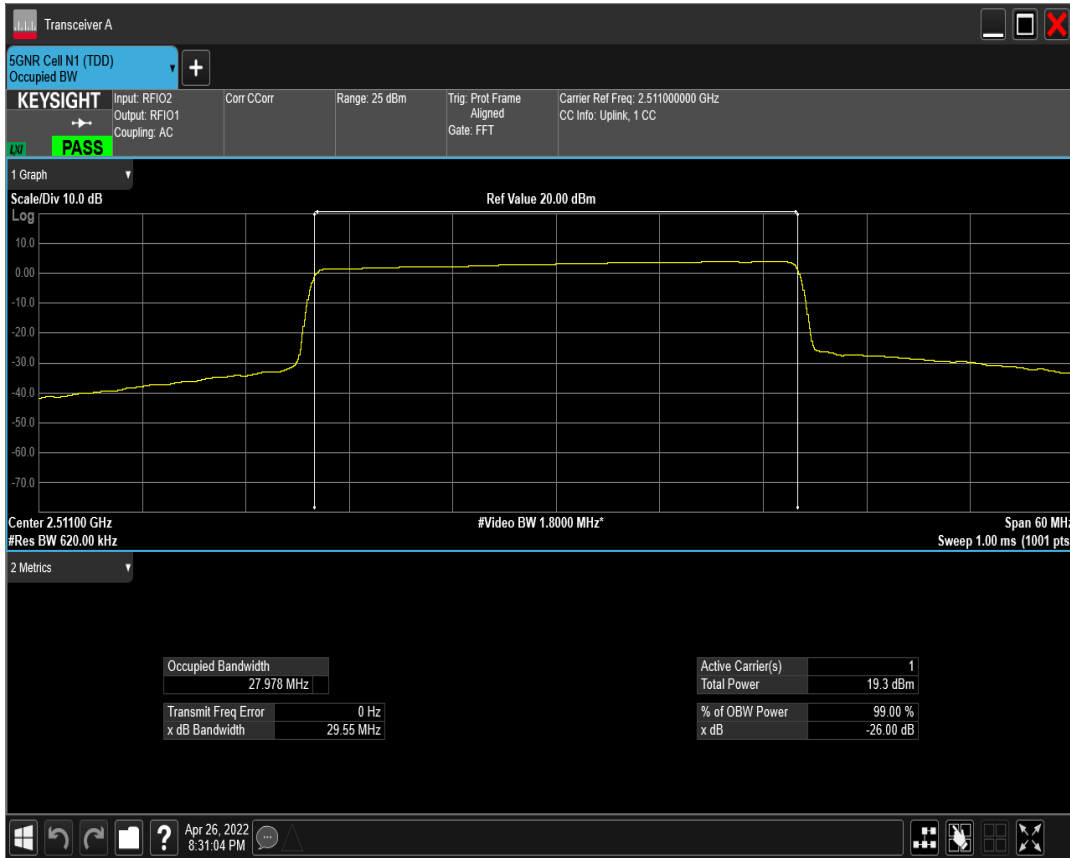 Transceiver A
5GNR Cell N1 (TDD)
Occupied BW
KEYSIGHT
LXI
PASS
Input: RFIO2
Output: RFIO1
Coupling: AC
Corr CCorr
Range: 25 dBm
Trig: Prot Frame
Aligned
Gate: FFT
Carrier Ref Freq: 2.511000000 GHz
CC Info: Uplink, 1 CC
1 Graph
Scale/Div 10.0 dB
Ref Value 20.00 dBm
Log
10.0
0.00
-10.0
-20.0
-30.0
-40.0
-50.0
-60.0
-70.0
Center 2.51100 GHz
#Video BW 1.8000 MHz*
Span 60 MHz
#Res BW 620.00 kHz
Sweep 1.00 ms (1001 pts
2 Metrics
Occupied Bandwidth
27.978 MHz
Transmit Freq Error 0 Hz
x dB Bandwidth 29.55 MHz
Active Carrier(s) 1
Total Power 19.3 dBm
% of OBW Power 99.00 %
x dB -26.00 dB
Apr 26, 2022
8:31:04 PM